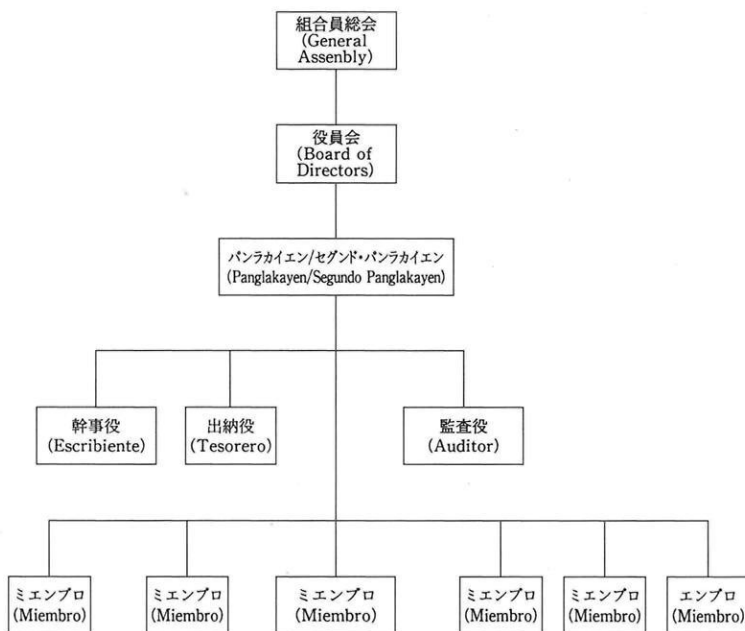 組合員総会
(General
Assenbly)
役員会
(Board of
Directors)
パンラカイエン/セグンド・パンラカイエン
(Panglakayen/Segundo Panglakayen)
幹事役
(Escribiente)
出納役
(Tesorero)
監査役
(Auditor)
ミエンブロ
(Miembro)
ミエンブロ
(Miembro)
ミエンブロ
(Miembro)
ミエンブロ
(Miembro)
ミエンブロ
(Miembro)
エンブロ
(Miembro)